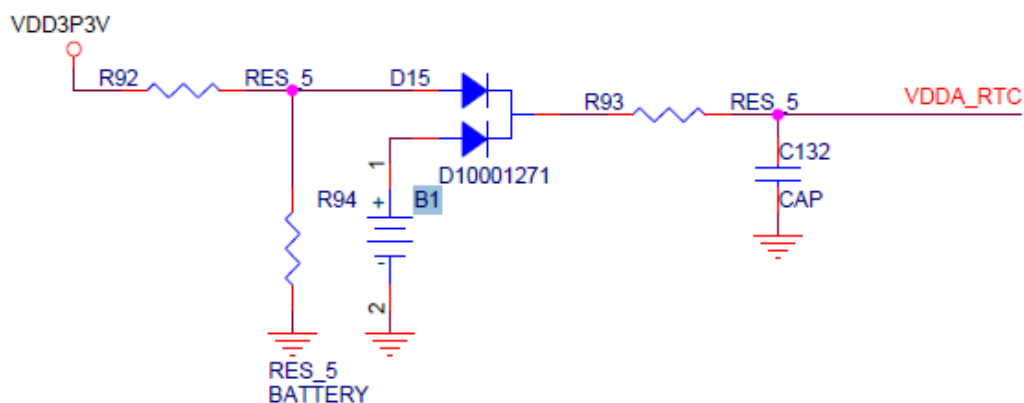 VDD3P3V
R92
RES_5
D15
R93
RES_5
VDDA_RTC
1
D10001271
C132
R94
+
B1
CAP
-
2
RES_5
BATTERY